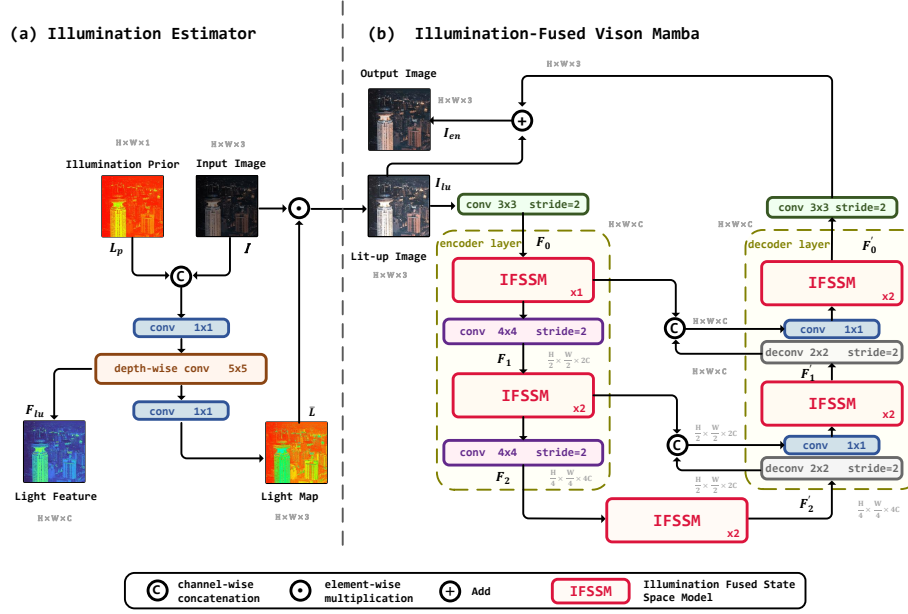 (a) Illumination Estimator
H×W×1
H×W×3
Illumination Prior
Input Image
L_p
I
C
conv 1x1
depth-wise conv 5x5
conv 1x1
F_lu
Light Feature
H×W×C
L̄
Light Map
H×W×3
(b) Illumination-Fused Vison Mamba
H×W×3
Output Image
H×W×3
I_en
+
I_lu
Lit-up Image
H×W×3
conv 3x3 stride=2
H×W×C
encoder layer
F_0
IFSSM
x1
conv 4x4 stride=2
F_1
H/2 × W/2 × 2C
IFSSM
x2
conv 4x4 stride=2
F_2
H/4 × W/4 × 4C
IFSSM
x2
C
H×W×C
H×W×C
C
H/2 × W/2 × 2C
H/2 × W/2 × 2C
conv 3x3 stride=2
H×W×C
decoder layer
F_0'
IFSSM
x2
conv 1x1
deconv 2x2 stride=2
F_1'
IFSSM
x2
conv 1x1
deconv 2x2 stride=2
F_2'
H/4 × W/4 × 4C
C channel-wise concatenation
element-wise multiplication
+ Add
IFSSM Illumination Fused State Space Model